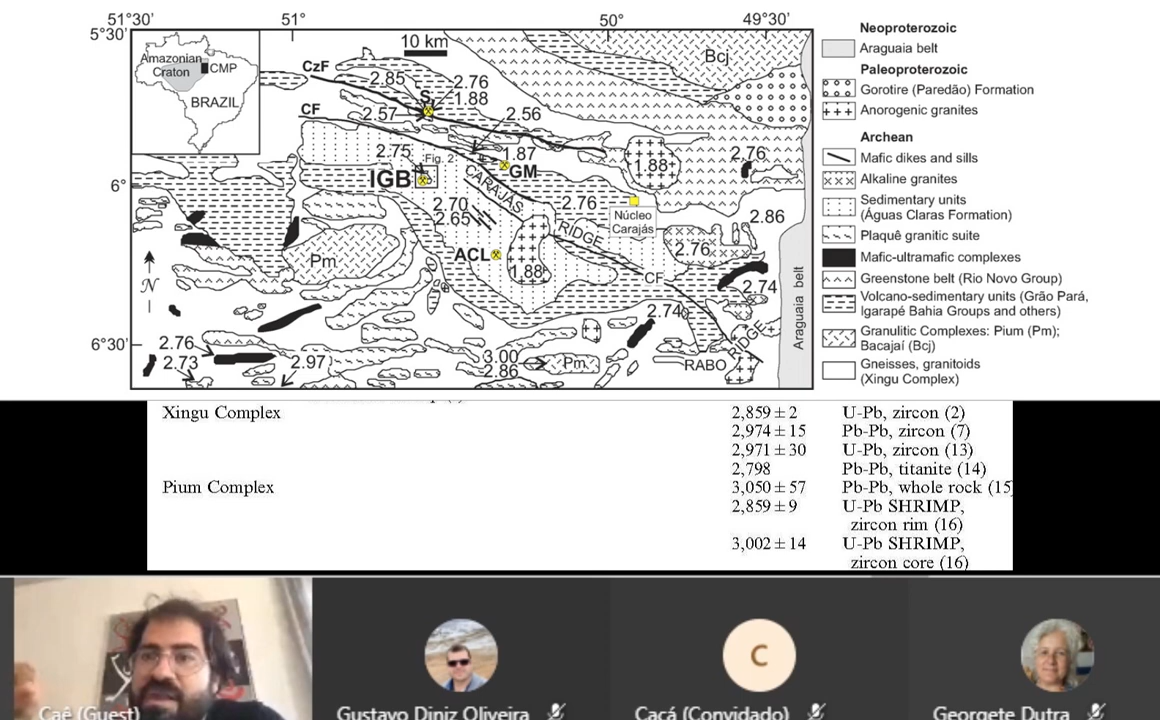 51°30'
51°
50°
49°30'
5°30'
10 km
Amazonian
Craton
CMP
BRAZIL
CzF
CF
2.85
2.76
S
1.88
2.57
2.56
2.75
Fig. 2
1.87
GM
IGB
6°
CARAJÁS
2.70
2.65
2.76
1.88
2.76
Bcj
Núcleo
Carajás
2.86
RIDGE
ACL
1.88
2.76
CF
Pm
N
2.74
2.74
Araguaia belt
6°30'
2.76
2.73
2.97
3.00
2.86
Pm
RABO
RIDGE
Neoproterozoic
Araguaia belt
Paleoproterozoic
Gorotire (Paredão) Formation
Anorogenic granites
Archean
Mafic dikes and sills
Alkaline granites
Sedimentary units
(Águas Claras Formation)
Plaquê granitic suite
Mafic-ultramafic complexes
Greenstone belt (Rio Novo Group)
Volcano-sedimentary units (Grão Pará,
Igarapé Bahia Groups and others)
Granulitic Complexes: Pium (Pm);
Bacajaí (Bcj)
Gneisses, granitoids
(Xingu Complex)
Xingu Complex 2,859 ± 2 U-Pb, zircon (2)
2,974 ± 15 Pb-Pb, zircon (7)
2,971 ± 30 U-Pb, zircon (13)
2,798 Pb-Pb, titanite (14)
Pium Complex 3,050 ± 57 Pb-Pb, whole rock (15)
2,859 ± 9 U-Pb SHRIMP,
zircon rim (16)
3,002 ± 14 U-Pb SHRIMP,
zircon core (16)
C
Caê (Guest)
Gustavo Diniz Oliveira
Cacá (Convidado)
Georgete Dutra